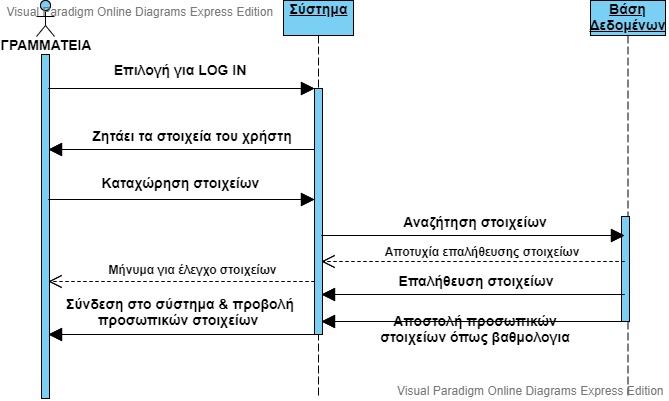 Visual Paradigm Online Diagrams Express Edition
Σύστημα
Βάση
Δεδομένων
ΓΡΑΜΜΑΤΕΙΑ
Επιλογή για LOG IN
Ζητάει τα στοιχεία του χρήστη
Καταχώρηση στοιχείων
Αναζήτηση στοιχείων
Αποτυχία επαλήθευσης στοιχείων
Μήνυμα για έλεγχο στοιχείων
Επαλήθευση στοιχείων
Σύνδεση στο σύστημα & προβολή
προσωπικών στοιχείων
Αποστολή προσωπικών
στοιχείων όπως βαθμολογια
Visual Paradigm Online Diagrams Express Edition